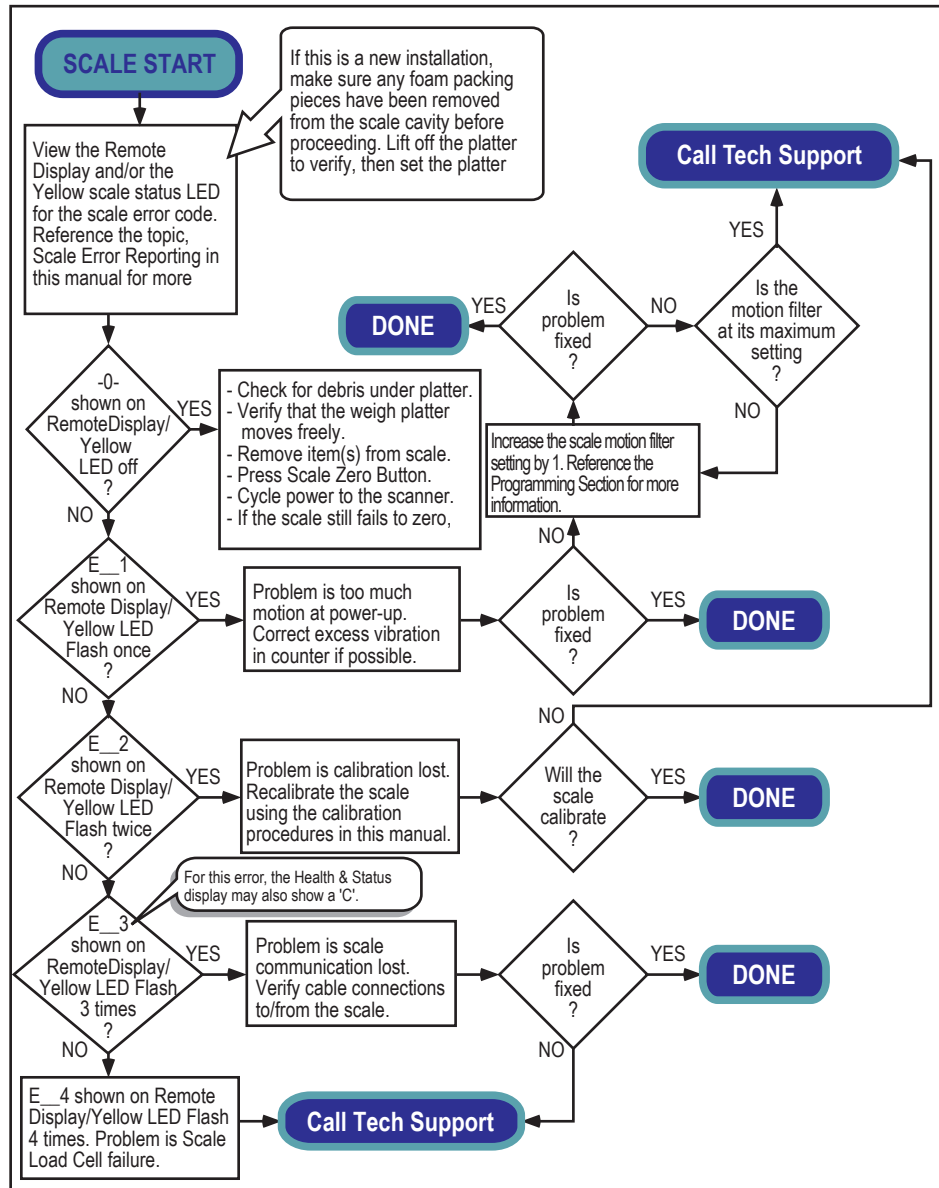 SCALE START
If this is a new installation,
make sure any foam packing
pieces have been removed
from the scale cavity before
proceeding. Lift off the platter
to verify, then set the platter
View the Remote
Display and/or the
Yellow scale status LED
for the scale error code.
Reference the topic,
Scale Error Reporting in
this manual for more
Call Tech Support
YES
Is the
motion filter
at its maximum
setting
?
NO
Is
problem
fixed
?
YES
NO
DONE
-0-
shown on
RemoteDisplay/
Yellow
LED off
?
YES
NO
- Check for debris under platter.
- Verify that the weigh platter
moves freely.
- Remove item(s) from scale.
- Press Scale Zero Button.
- Cycle power to the scanner.
- If the scale still fails to zero,
Increase the scale motion filter
setting by 1. Reference the
Programming Section for more
information.
NO
E__1
shown on
Remote Display/
Yellow LED
Flash once
?
YES
NO
Problem is too much
motion at power-up.
Correct excess vibration
in counter if possible.
Is
problem
fixed
?
YES
DONE
E__2
shown on
Remote Display/
Yellow LED
Flash twice
?
YES
NO
Problem is calibration lost.
Recalibrate the scale
using the calibration
procedures in this manual.
NO
Will the
scale
calibrate
?
YES
DONE
For this error, the Health & Status
display may also show a 'C'.
E__3
shown on
RemoteDisplay/
Yellow LED Flash
3 times
?
YES
NO
Problem is scale
communication lost.
Verify cable connections
to/from the scale.
Is
problem
fixed
?
YES
DONE
NO
E__4 shown on Remote
Display/Yellow LED Flash
4 times. Problem is Scale
Load Cell failure.
Call Tech Support